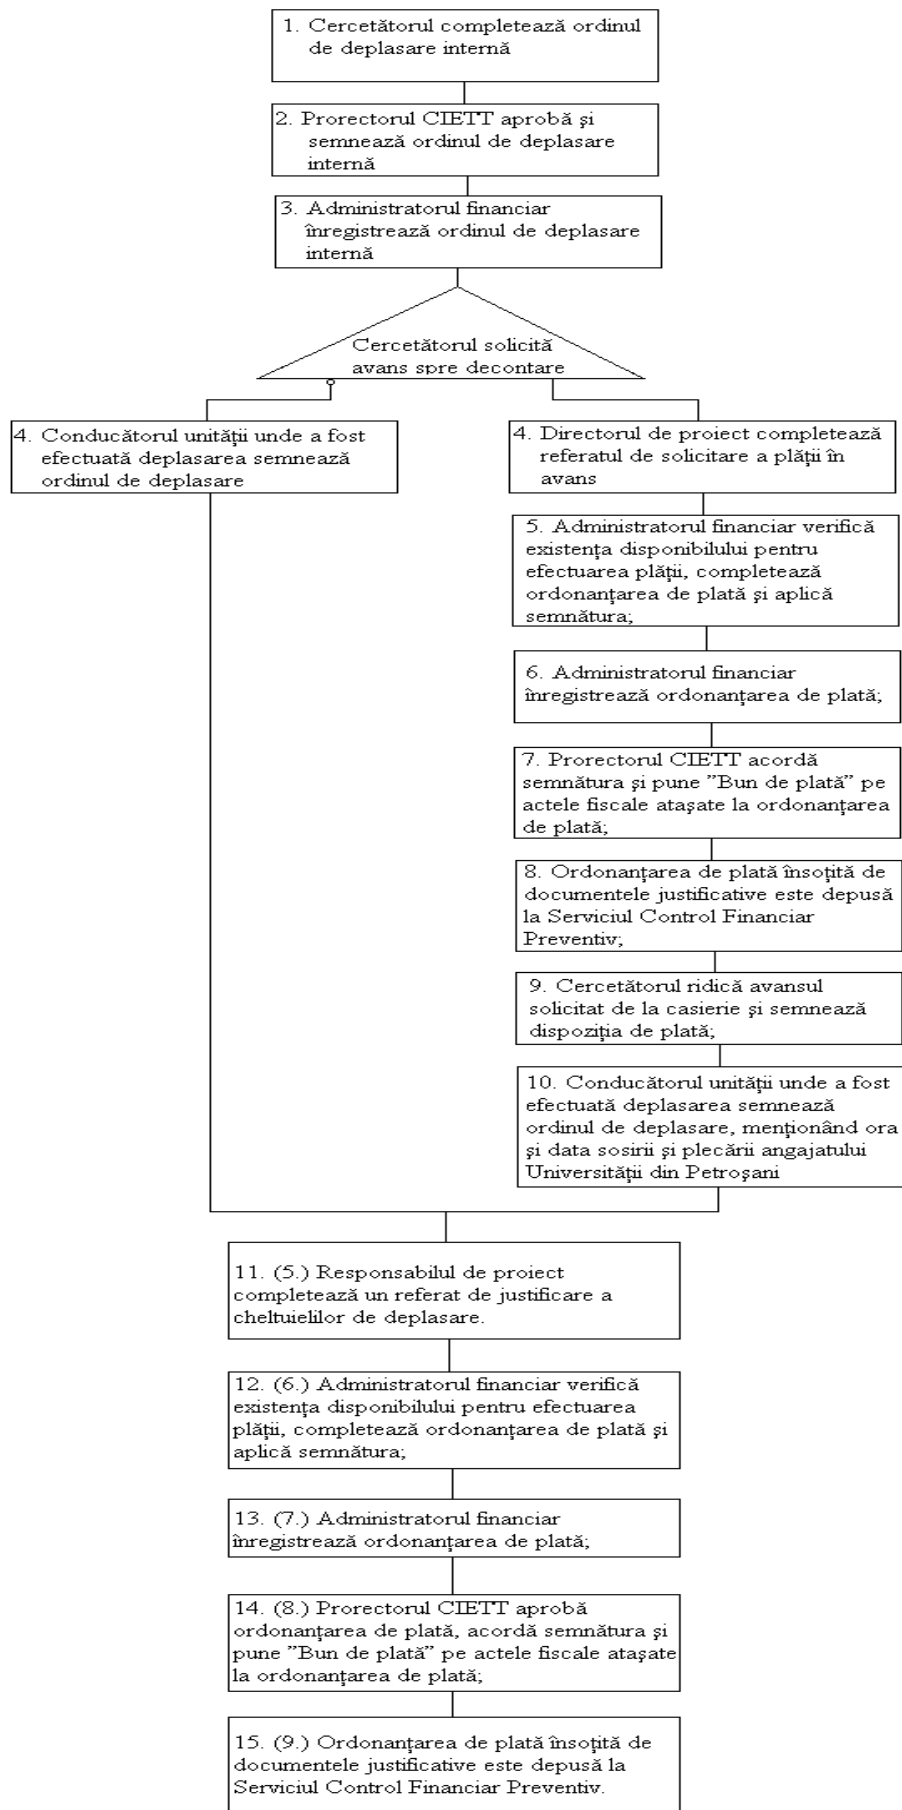 1. Cercetătorul completează ordinul
de deplasare internă
2. Prorectorul CIETT aprobă şi
semnează ordinul de deplasare
internă
3. Administratorul financiar
înregistrează ordinul de deplasare
internă
Cercetătorul solicită
avans spre decontare
4. Conducătorul unităţii unde a fost
efectuată deplasarea semnează
ordinul de deplasare
4. Directorul de proiect completează
referatul de solicitare a plăţii în
avans
5. Administratorul financiar verifică
existenţa disponibilului pentru
efectuarea plăţii, completează
ordonanţarea de plată şi aplică
semnătura;
6. Administratorul financiar
înregistrează ordonanţarea de plată;
7. Prorectorul CIETT acordă
semnătura şi pune ”Bun de plată” pe
actele fiscale ataşate la ordonanţarea
de plată;
8. Ordonanţarea de plată însoţită de
documentele justificative este depusă
la Serviciul Control Financiar
Preventiv;
9. Cercetătorul ridică avansul
solicitat de la casierie şi semnează
dispoziţia de plată;
10. Conducătorul unităţii unde a fost
efectuată deplasarea semnează
ordinul de deplasare, menţionând ora
şi data sosirii şi plecării angajatului
Universităţii din Petroşani
11. (5.) Responsabilul de proiect
completează un referat de justificare a
cheltuielilor de deplasare.
12. (6.) Administratorul financiar verifică
existenţa disponibilului pentru efectuarea
plăţii, completează ordonanţarea de plată şi
aplică semnătura;
13. (7.) Administratorul financiar
înregistrează ordonanţarea de plată;
14. (8.) Prorectorul CIETT aprobă
ordonanţarea de plată, acordă semnătura şi
pune ”Bun de plată” pe actele fiscale ataşate
la ordonanţarea de plată;
15. (9.) Ordonanţarea de plată însoţită de
documentele justificative este depusă la
Serviciul Control Financiar Preventiv.